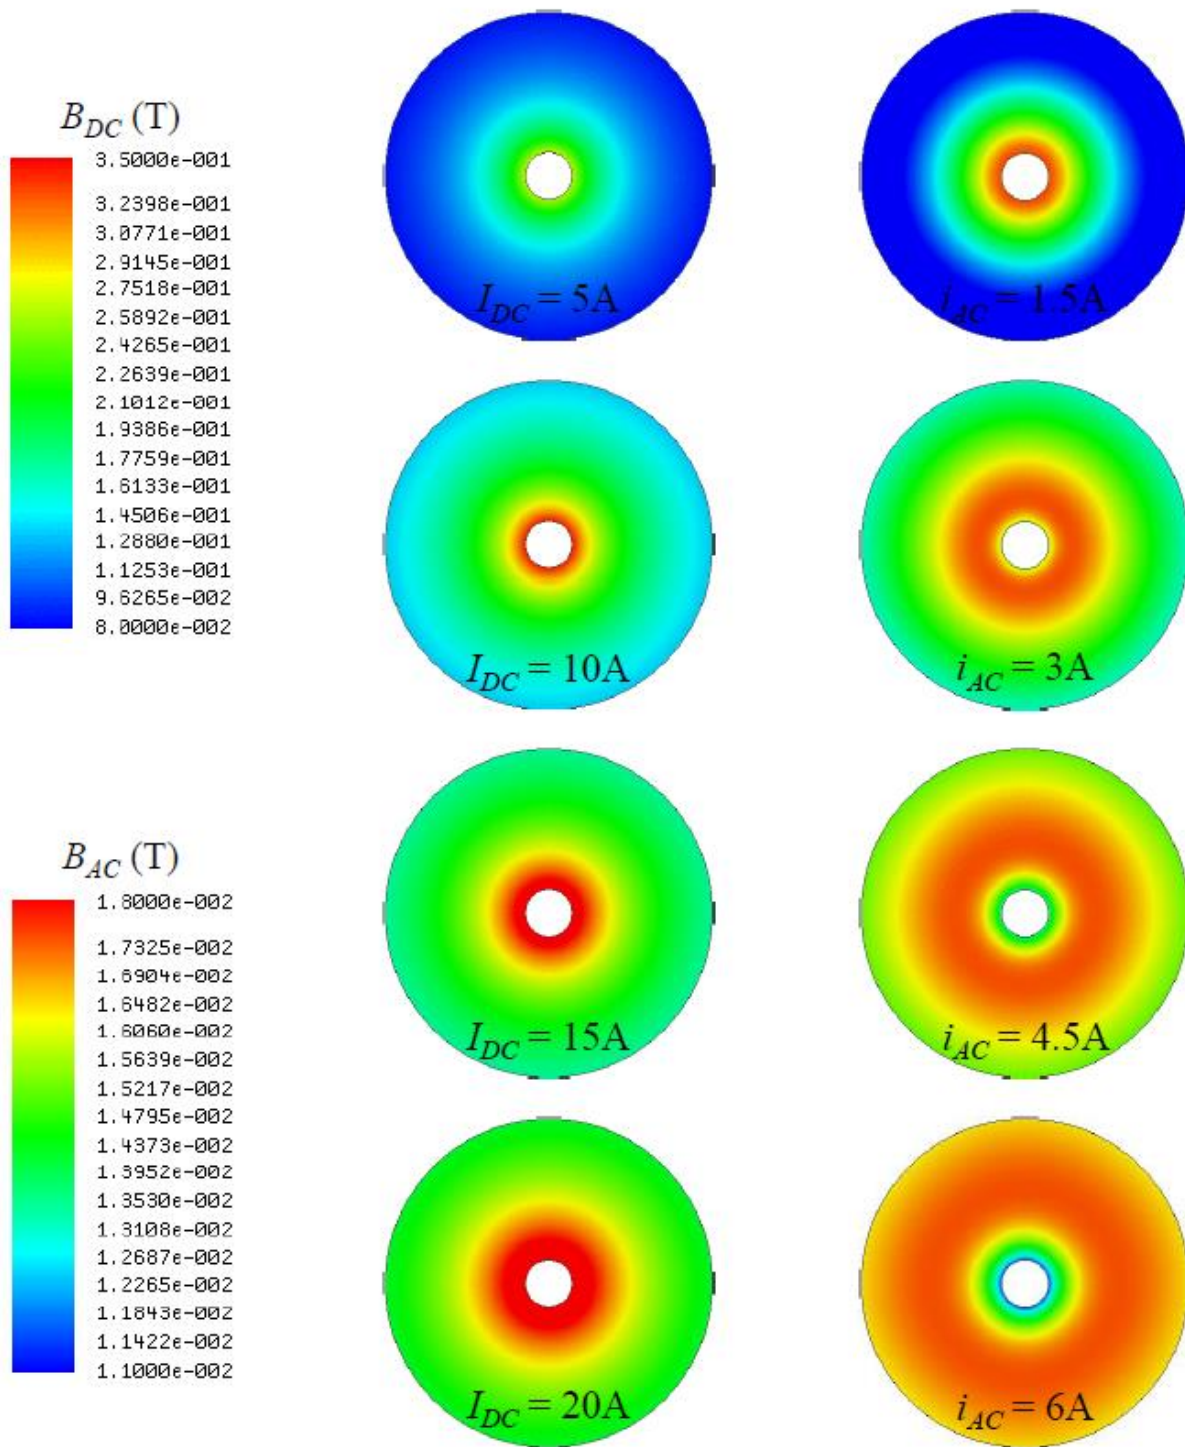 B_DC (T)
3.5000e-001
3.2398e-001
3.0771e-001
2.9145e-001
2.7518e-001
2.5892e-001
2.4265e-001
2.2639e-001
2.1012e-001
1.9386e-001
1.7759e-001
1.6133e-001
1.4506e-001
1.2880e-001
1.1253e-001
9.6265e-002
8.0000e-002
B_AC (T)
1.8000e-002
1.7325e-002
1.6904e-002
1.6482e-002
1.6060e-002
1.5639e-002
1.5217e-002
1.4795e-002
1.4373e-002
1.3952e-002
1.3530e-002
1.3108e-002
1.2687e-002
1.2265e-002
1.1843e-002
1.1422e-002
1.1000e-002
I_DC = 5A
i_AC = 1.5A
I_DC = 10A
i_AC = 3A
I_DC = 15A
i_AC = 4.5A
I_DC = 20A
i_AC = 6A